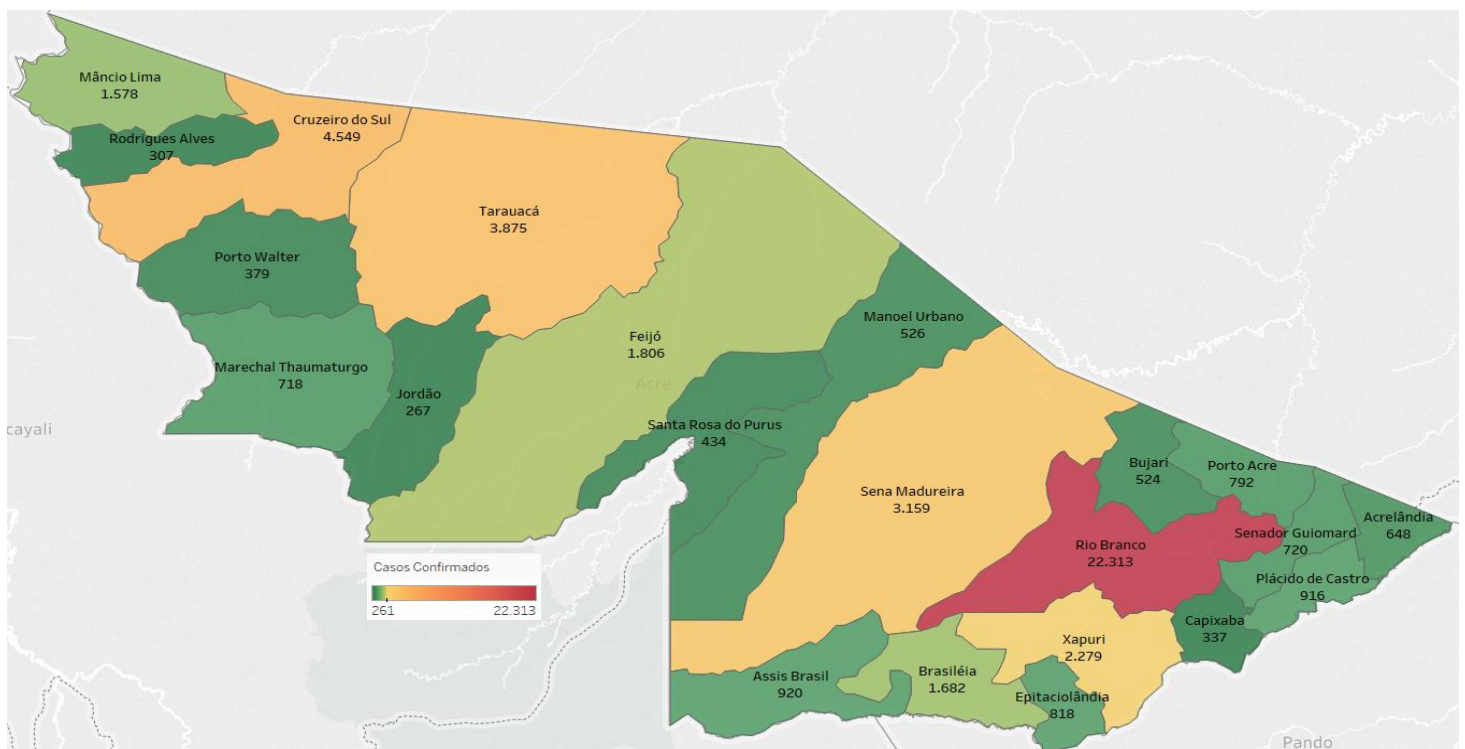 Mâncio Lima
1.578
Cruzeiro do Sul
4.549
Rodrigues Alves
307
Tarauacá
3.875
Porto Walter
379
Manoel Urbano
526
Feijó
1.806
Marechal Thaumaturgo
718
Jordão
267
Acre
cayali
Santa Rosa do Purus
434
Bujari
524
Porto Acre
792
Sena Madureira
3.159
Acrelândia
648
Senador Guiomard
720
Rio Branco
22.313
Plácido de Castro
916
Casos Confirmados
261 22.313
Capixaba
337
Xapuri
2.279
Assis Brasil
920
Brasiléia
1.682
Epitaciolândia
818
Pando